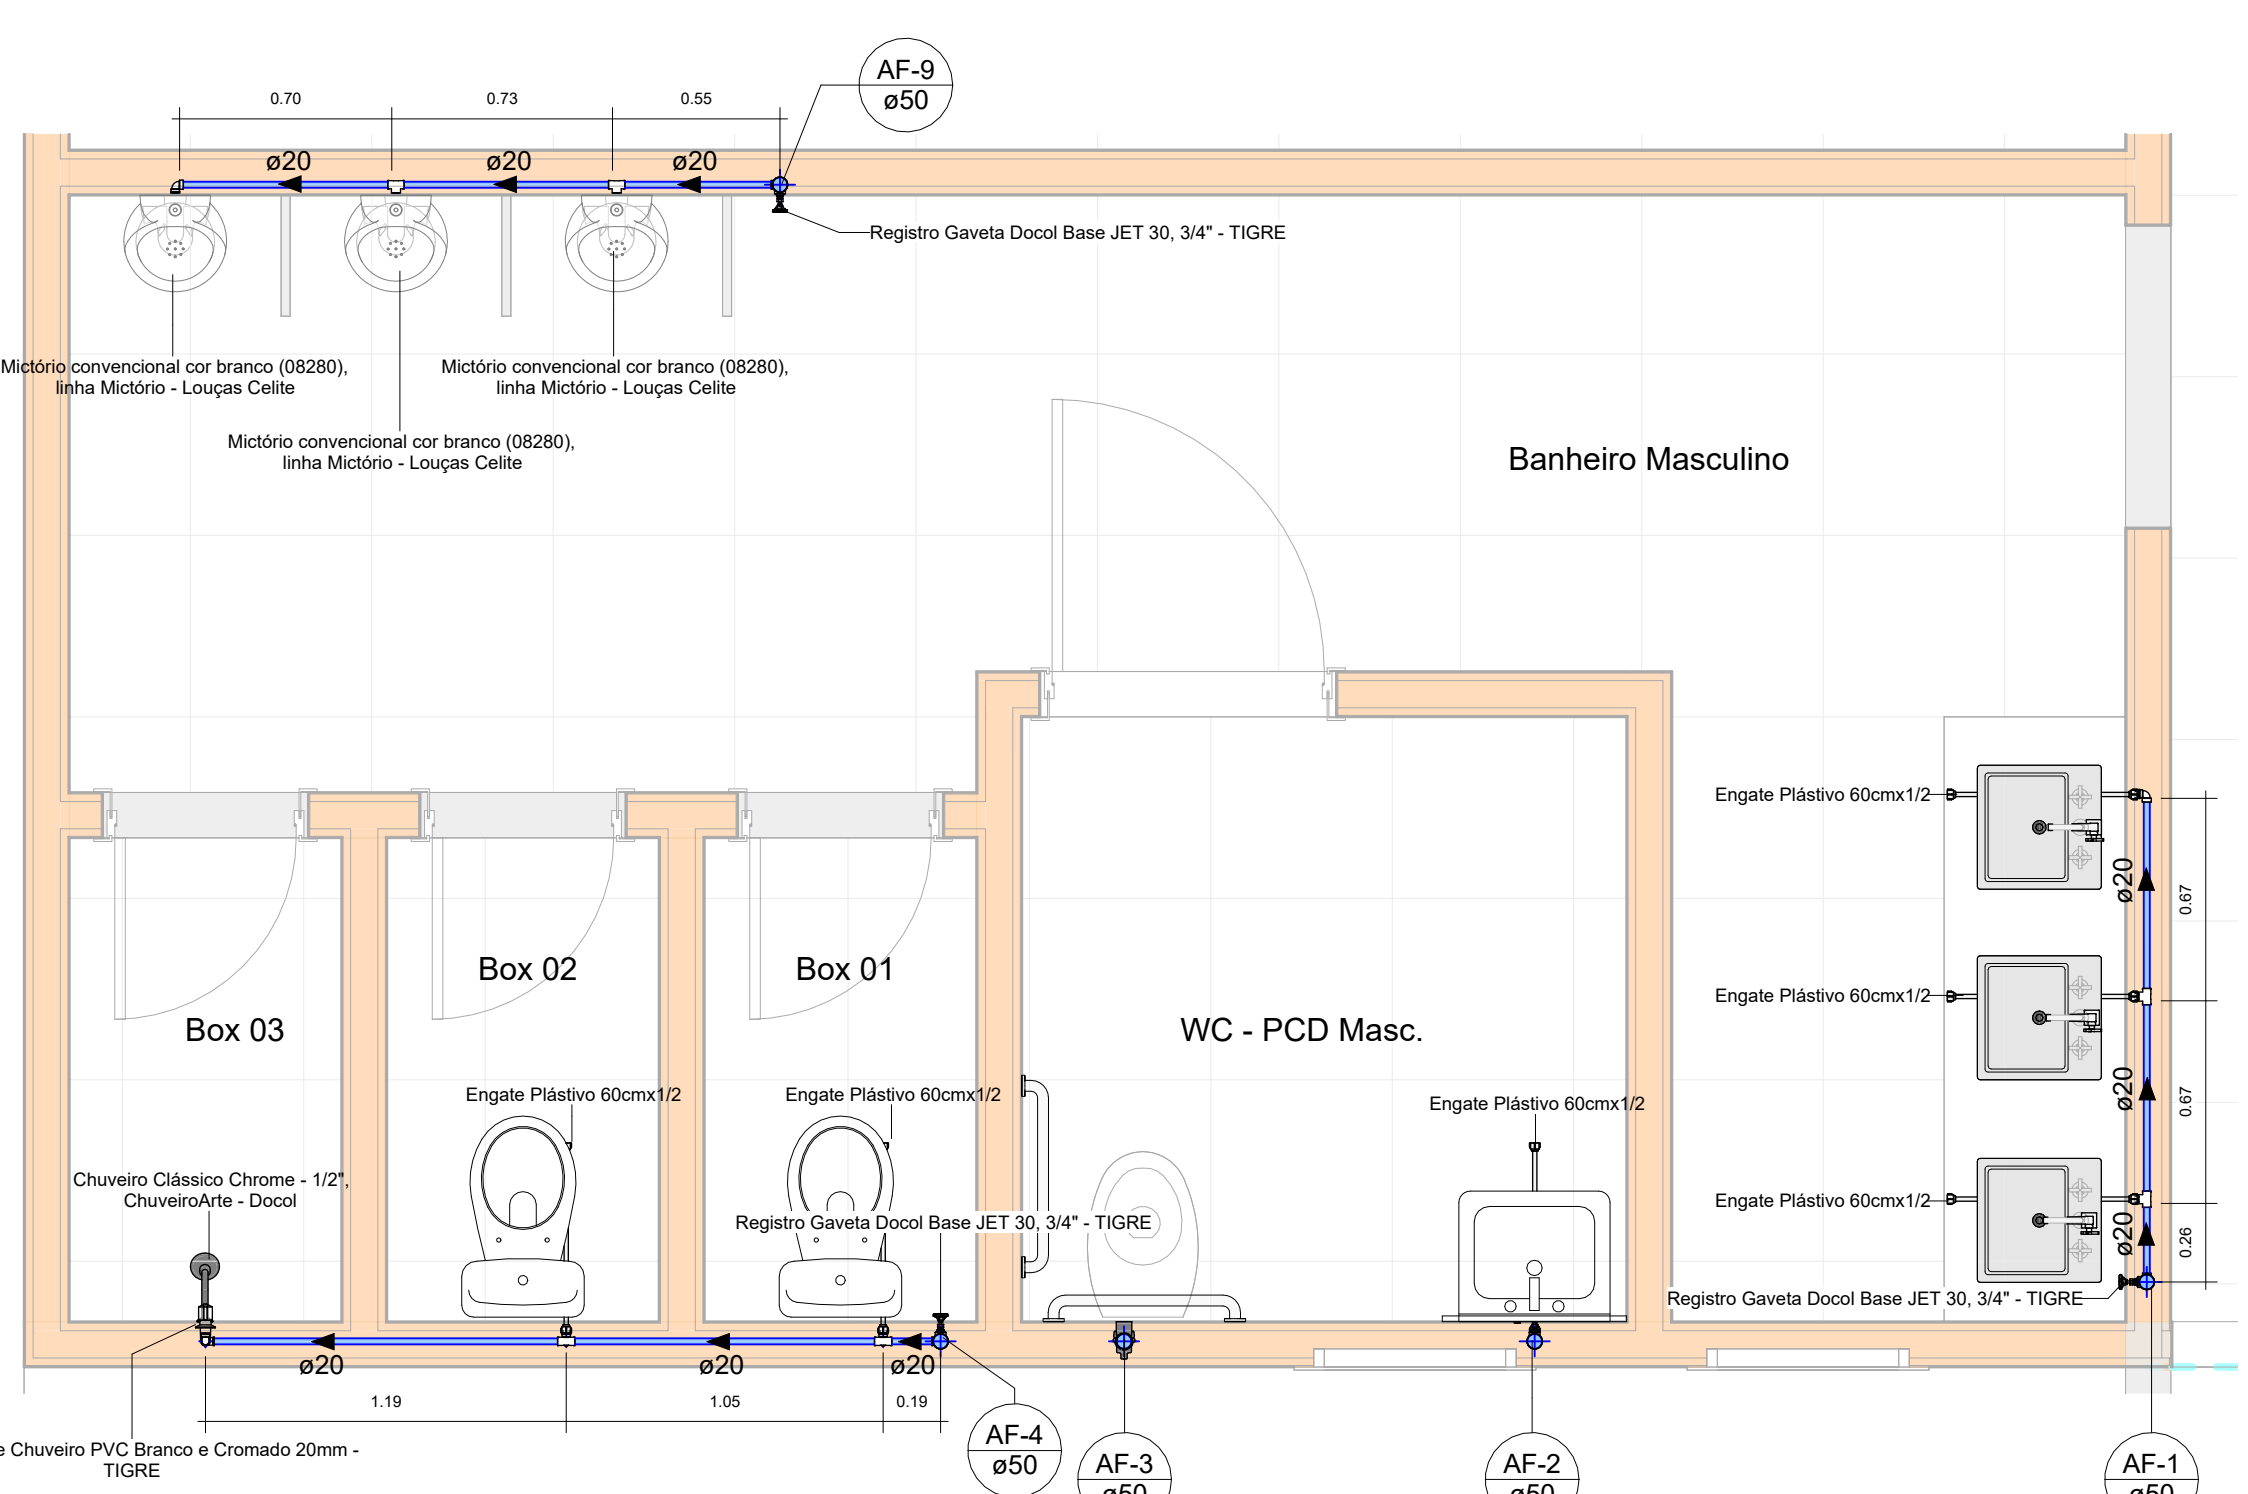 AF-9
ø50
0.70
0.73
0.55
ø20
ø20
ø20
Registro Gaveta Docol Base JET 30, 3/4" - TIGRE
Mictório convencional cor branco (08280),
linha Mictório - Louças Celite
Mictório convencional cor branco (08280),
linha Mictório - Louças Celite
Mictório convencional cor branco (08280),
linha Mictório - Louças Celite
Banheiro Masculino
Engate Plástivo 60cmx1/2
ø20
0.67
Box 03
Box 02
Box 01
WC - PCD Masc.
Engate Plástivo 60cmx1/2
ø20
0.67
Engate Plástivo 60cmx1/2
Engate Plástivo 60cmx1/2
Engate Plástivo 60cmx1/2
Chuveiro Clássico Chrome - 1/2",
ChuveiroArte - Docol
Registro Gaveta Docol Base JET 30, 3/4" - TIGRE
Engate Plástivo 60cmx1/2
ø20
0.26
Registro Gaveta Docol Base JET 30, 3/4" - TIGRE
ø20
ø20
ø20
1.19
1.05
0.19
e Chuveiro PVC Branco e Cromado 20mm -
TIGRE
AF-4
ø50
AF-3
ø50
AF-2
ø50
AF-1
ø50